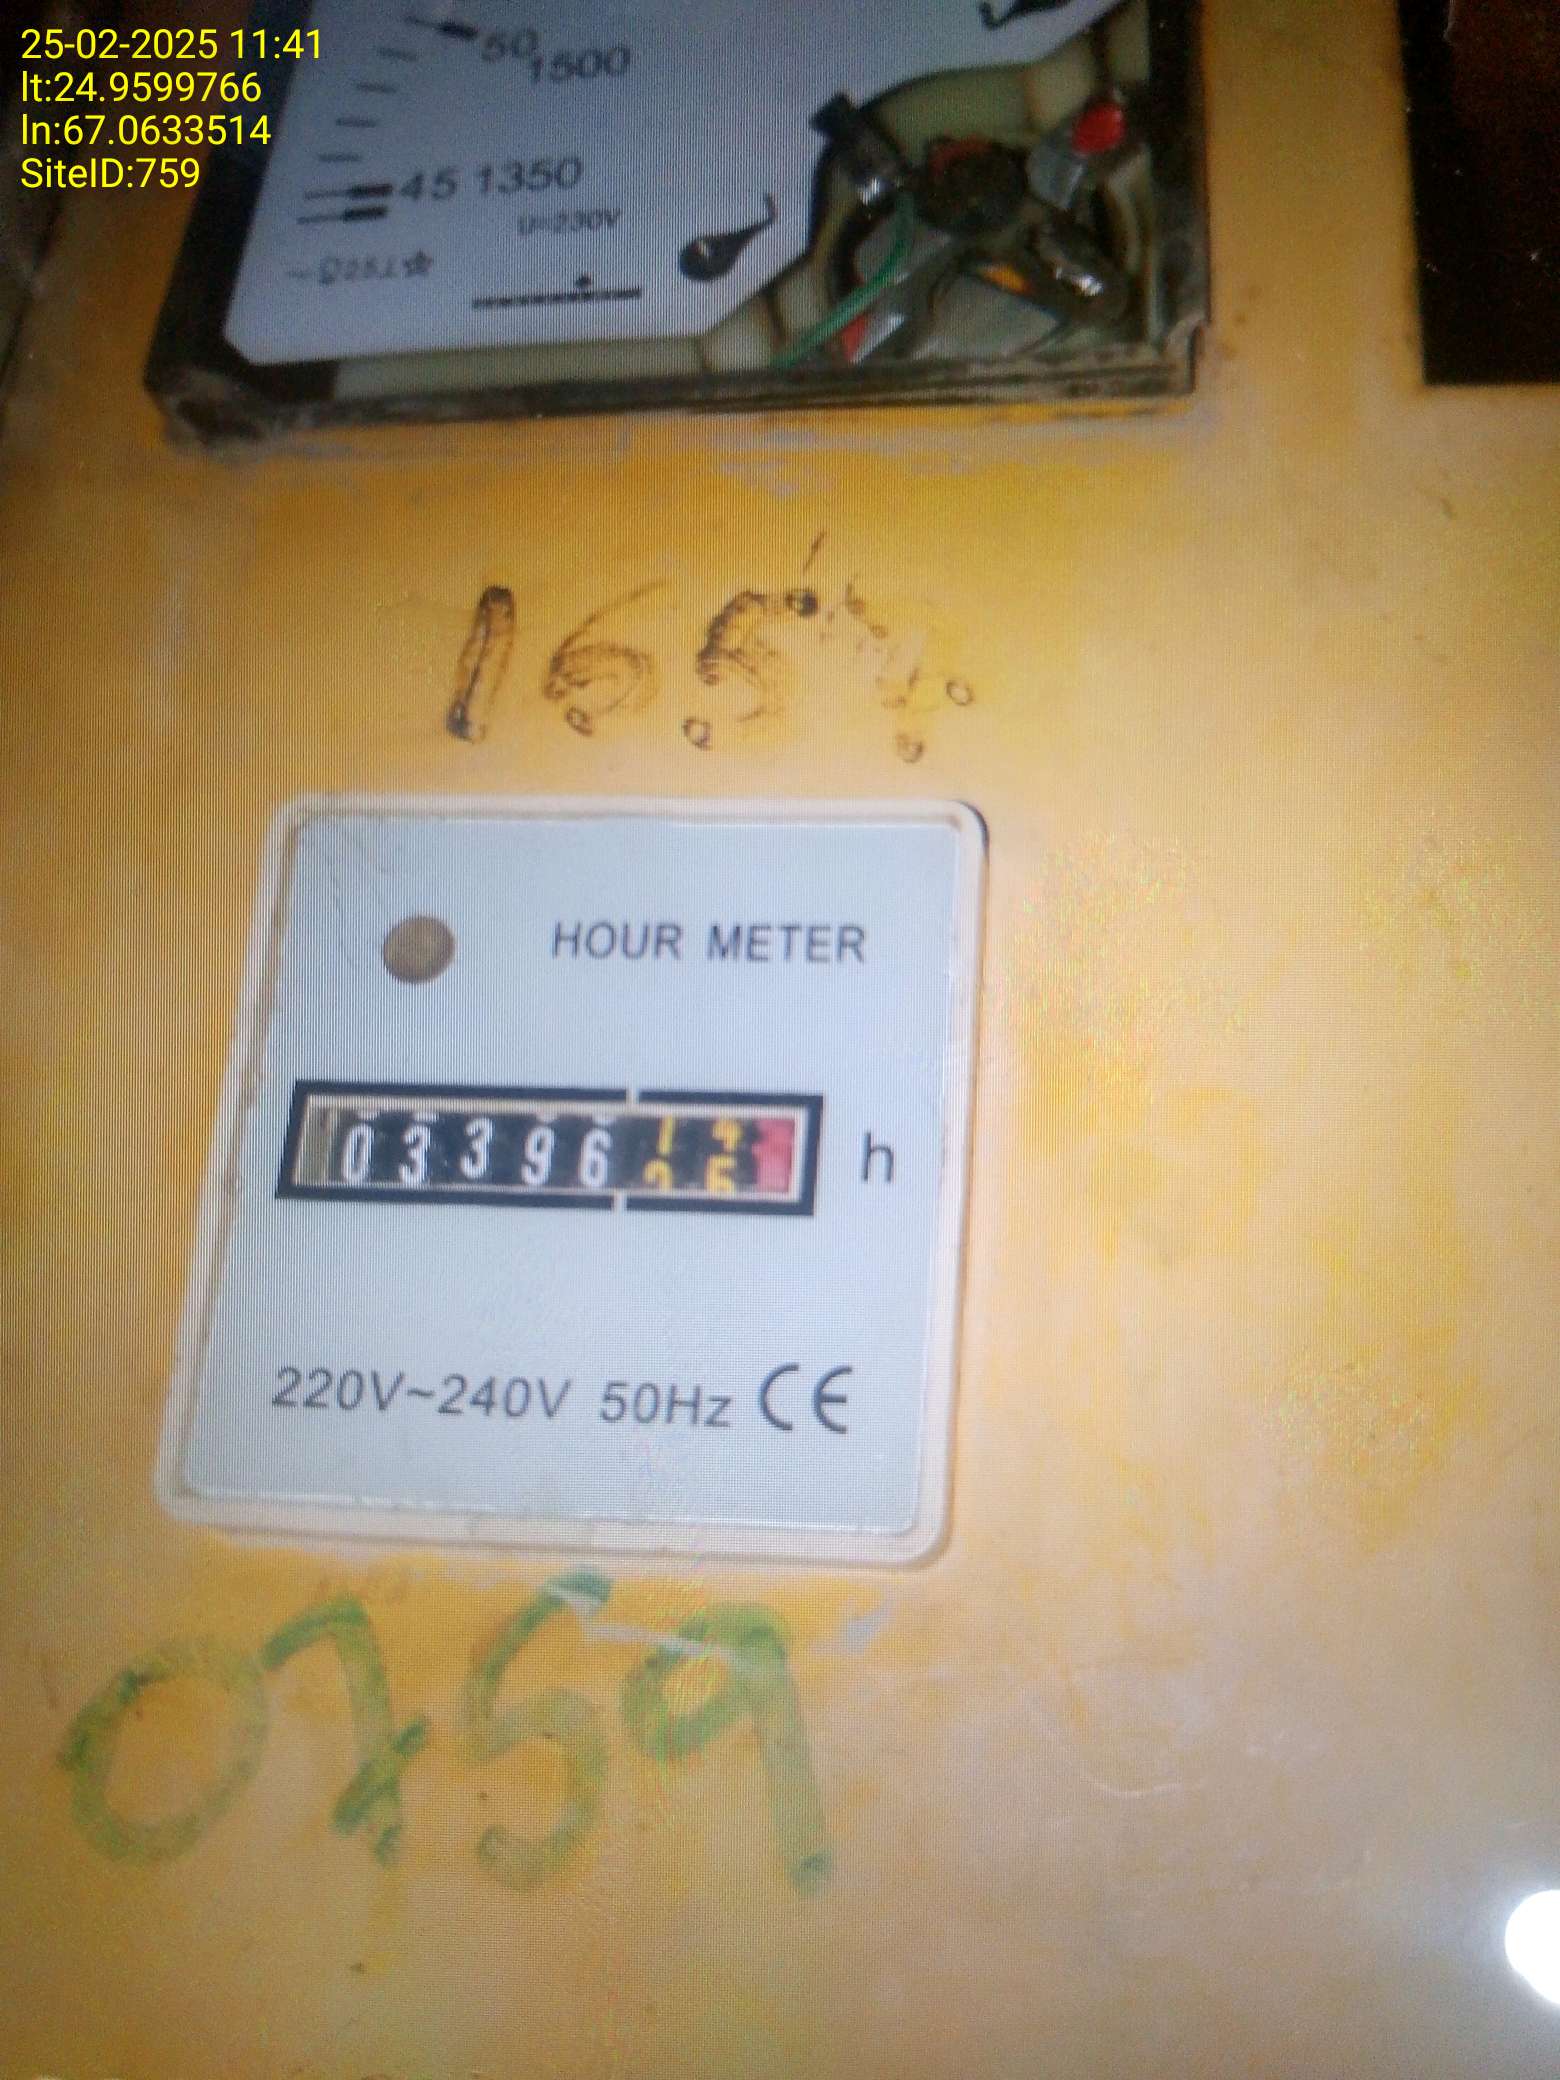 25-02-2025 11:41
lt:24.9599766
ln:67.0633514
SiteID:759
50 1500
45 1350
U=230V
165
HOUR METER
03396
h
220V~240V 50Hz CE
0759